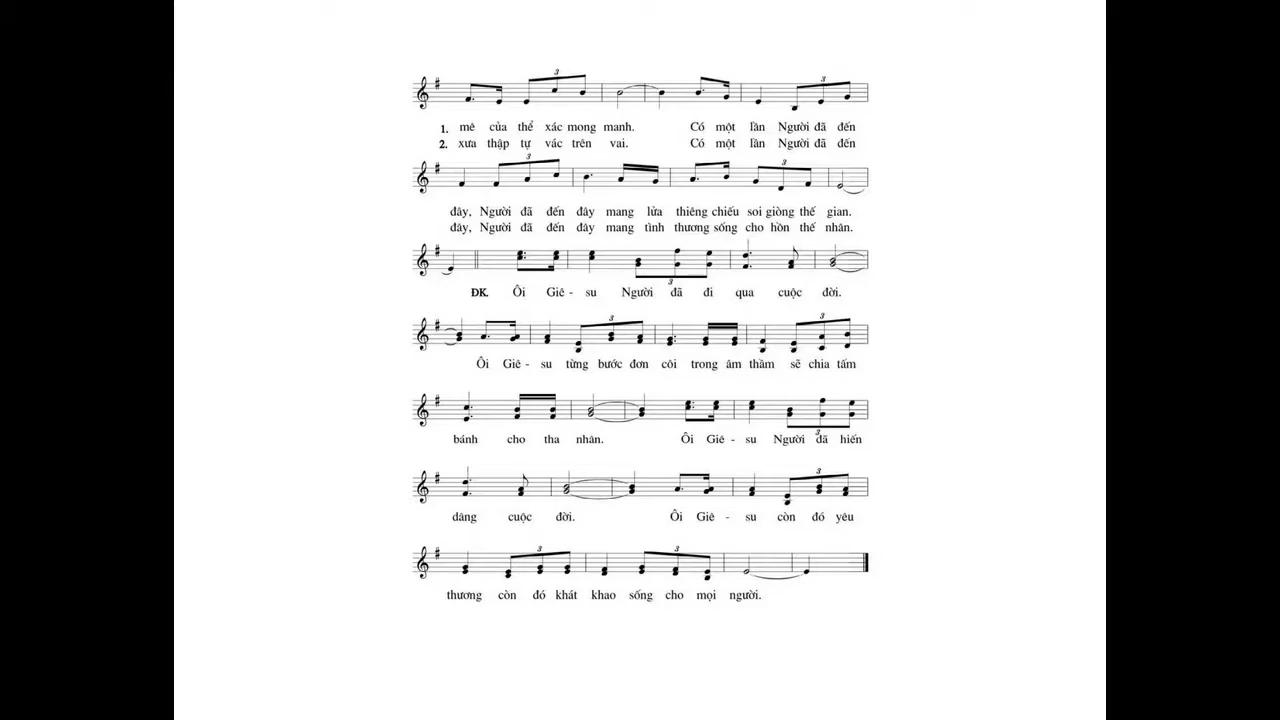 1. mê của thể xác mong manh. Có một lần Người đã đến
2. xưa thập tự vác trên vai. Có một lần Người đã đến
đây, Người đã đến đây mang lửa thiêng chiếu soi giòng thế gian.
đây, Người đã đến đây mang tình thương sống cho hòn thế nhân.
ĐK. Ôi Giê - su Người đã đi qua cuộc đời.
Ôi Giê - su từng bước đơn côi trong âm thầm sẽ chia tấm
bánh cho tha nhân. Ôi Giê - su Người đã hiến
dâng cuộc đời. Ôi Giê - su còn đó yêu
thương còn đó khát khao sống cho mọi người.